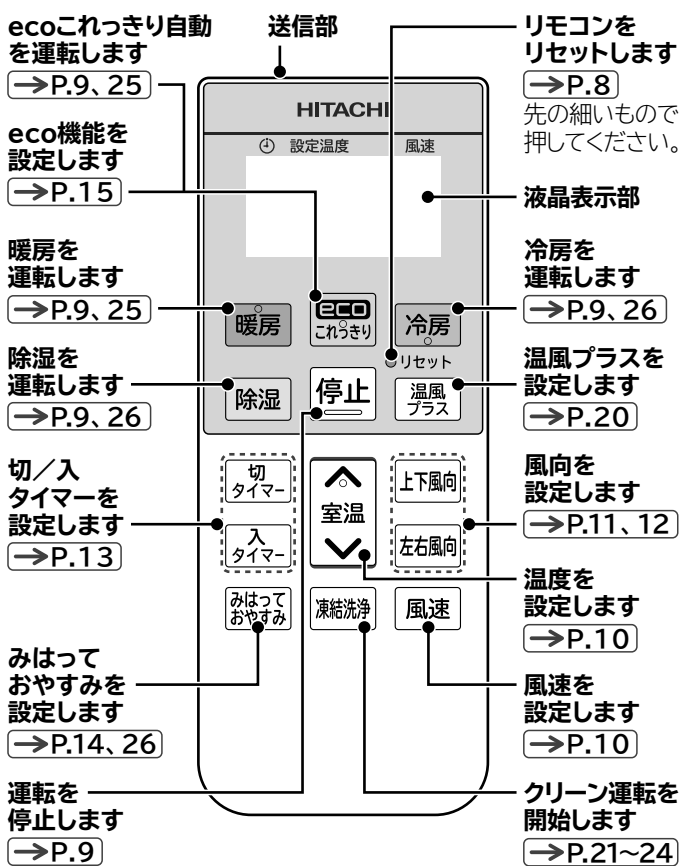 ecoこれっきり自動
を運転します
→P.9、25
eco機能を
設定します
→P.15
暖房を
運転します
→P.9、25
除湿を
運転します
→P.9、26
切／入
タイマーを
設定します
→P.13
みはって
おやすみを
設定します
→P.14、26
運転を
停止します
→P.9
送信部
HITACHI
設定温度 風速
暖房
eco
これっきり
冷房
リセット
除湿
停止
温風
プラス
切
タイマー
室温
上下風向
入
タイマー
左右風向
みはって
おやすみ
凍結洗浄
風速
リモコンを
リセットします
→P.8
先の細いもので
押してください。
液晶表示部
冷房を
運転します
→P.9、26
温風プラスを
設定します
→P.20
風向を
設定します
→P.11、12
温度を
設定します
→P.10
風速を
設定します
→P.10
クリーン運転を
開始します
→P.21～24